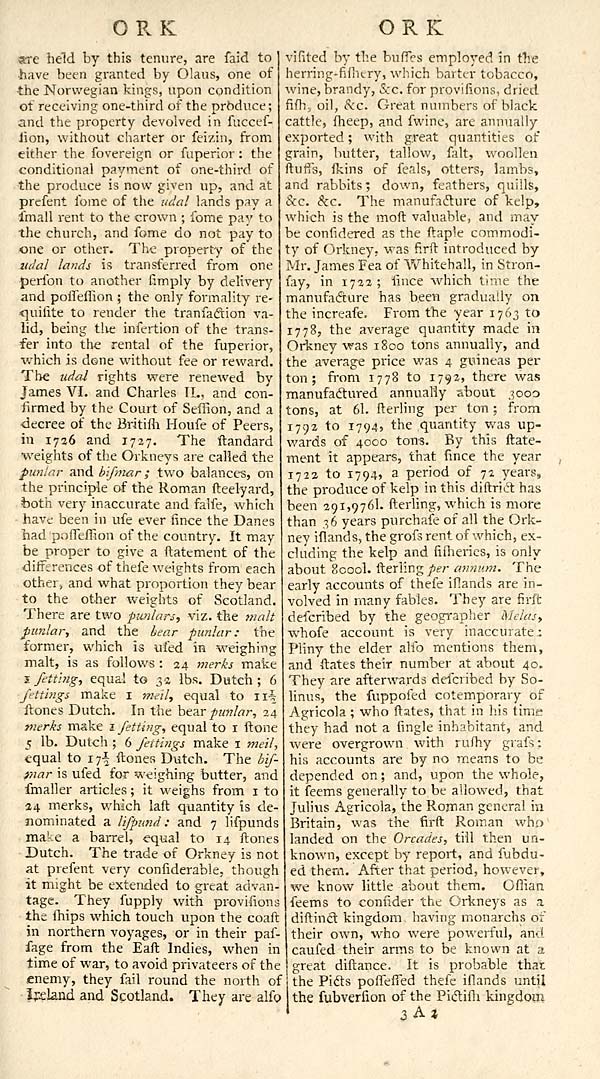 ORK
ORK
are held by this tenure, are ſaid to
have been granted by Olaus, one of
the Norwegian kings, upon condition
of receiving one-third of the produce;
and the property devolved in ſucceſ-
ſion, without charter or ſeizin, from
either the ſovereign or ſuperior: the
conditional payment of one-third of
the produce is now given up, and at
preſent ſome of the udal lands pay a
ſmall rent to the crown; ſome pay to
the church, and ſome do not pay to
one or other. The property of the
udal lands is transferred from one
perſon to another ſimply by delivery
and poſſeſſion; the only formality re-
quiſite to render the tranſaction va-
lid, being the inſertion of the trans-
fer into the rental of the ſuperior,
which is done without fee or reward.
The udal rights were renewed by
James VI. and Charles II., and con-
firmed by the Court of Seſſion, and a
decree of the Britiſh Houſe of Peers,
in 1726 and 1727. The ſtandard
weights of the Orkneys are called the
punlar and biſmar; two balances, on
the principle of the Roman ſteelyard,
both very inaccurate and falſe, which
have been in uſe ever ſince the Danes
had poſſeſſion of the country. It may
be proper to give a ſtatement of the
differences of theſe weights from each
other, and what proportion they bear
to the other weights of Scotland.
There are two punlars, viz. the malt
punlar, and the bear punlar: the
former, which is uſed in weighing
malt, is as follows: 24 merks make
1 ſetting, equal to 32 lbs. Dutch; 6
ſettings make 1 meil, equal to 11½
ſtones Dutch. In the bear punlar, 24
merks make 1 ſetting, equal to 1 ſtone
5 lb. Dutch; 6 ſettings make 1 meil,
equal to 17½ ſtones Dutch. The biſ-
mar is uſed for weighing butter, and
ſmaller articles; it weighs from 1 to
24 merks, which laſt quantity is de-
nominated a liſpund: and 7 liſpunds
make a barrel, equal to 14 ſtones
Dutch. The trade of Orkney is not
at preſent very conſiderable, though
it might be extended to great advan-
tage. They ſupply with proviſions
the ſhips which touch upon the coaſt
in northern voyages, or in their paſ-
ſage from the Eaſt Indies, when in
time of war, to avoid privateers of the
enemy, they ſail round the north of
Ireland and Scotland. They are alſo
viſited by the buſſes employed in the
herring-fiſhery, which barter tobacco,
wine, brandy, &c. for proviſions, dried
fiſh, oil, &c. Great numbers of black
cattle, ſheep, and ſwine, are annually
exported; with great quantities of
grain, butter, tallow, ſalt, woollen
ſtuffs, ſkins of ſeals, otters, lambs,
and rabbits; down, feathers, quills,
&c. &c. The manufacture of kelp,
which is the moſt valuable, and may
be conſidered as the ſtaple commodi-
ty of Orkney, was firſt introduced by
Mr. James Fea of Whitehall, in Stron-
ſay, in 1722; ſince which time the
manufacture has been gradually on
the increaſe. From the year 1763 to
1778, the average quantity made in
Orkney was 1800 tons annually, and
the average price was 4 guineas per
ton; from 1778 to 1792, there was
manufactured annually about 3000
tons, at 6l. ſterling per ton; from
1792 to 1794, the quantity was up-
wards of 4000 tons. By this ſtate-
ment it appears, that ſince the year
1722 to 1794, a period of 72 years,
the produce of kelp in this diſtrict has
been 291,976l. ſterling, which is more
than 36 years purchaſe of all the Ork-
ney iſlands, the groſs rent of which, ex-
cluding the kelp and fiſheries, is only
about 8000l. ſterling per annum. The
early accounts of theſe iſlands are in-
volved in many fables. They are firſt
deſcribed by the geographer Melas,
whoſe account is very inaccurate:
Pliny the elder alſo mentions them,
and ſtates their number at about 40.
They are afterwards deſcribed by So-
linus, the ſuppoſed cotemporary of
Agricola; who ſtates, that in his time
they had not a ſingle inhabitant, and
were overgrown with ruſhy graſs:
his accounts are by no means to be
depended on; and, upon the whole,
it ſeems generally to be allowed, that
Julius Agricola, the Roman general in
Britain, was the firſt Roman who
landed on the Orcades, till then un-
known, except by report, and ſubdu-
ed them. After that period, however,
we know little about them. Oſſian
ſeems to conſider the Orkneys as a
diſtinct kingdom having monarchs of
their own, who were powerful, and
cauſed their arms to be known at a
great diſtance. It is probable that
the Picts poſſeſſed theſe iſlands until
the ſubverſion of the Pictiſh kingdom
3 A 2